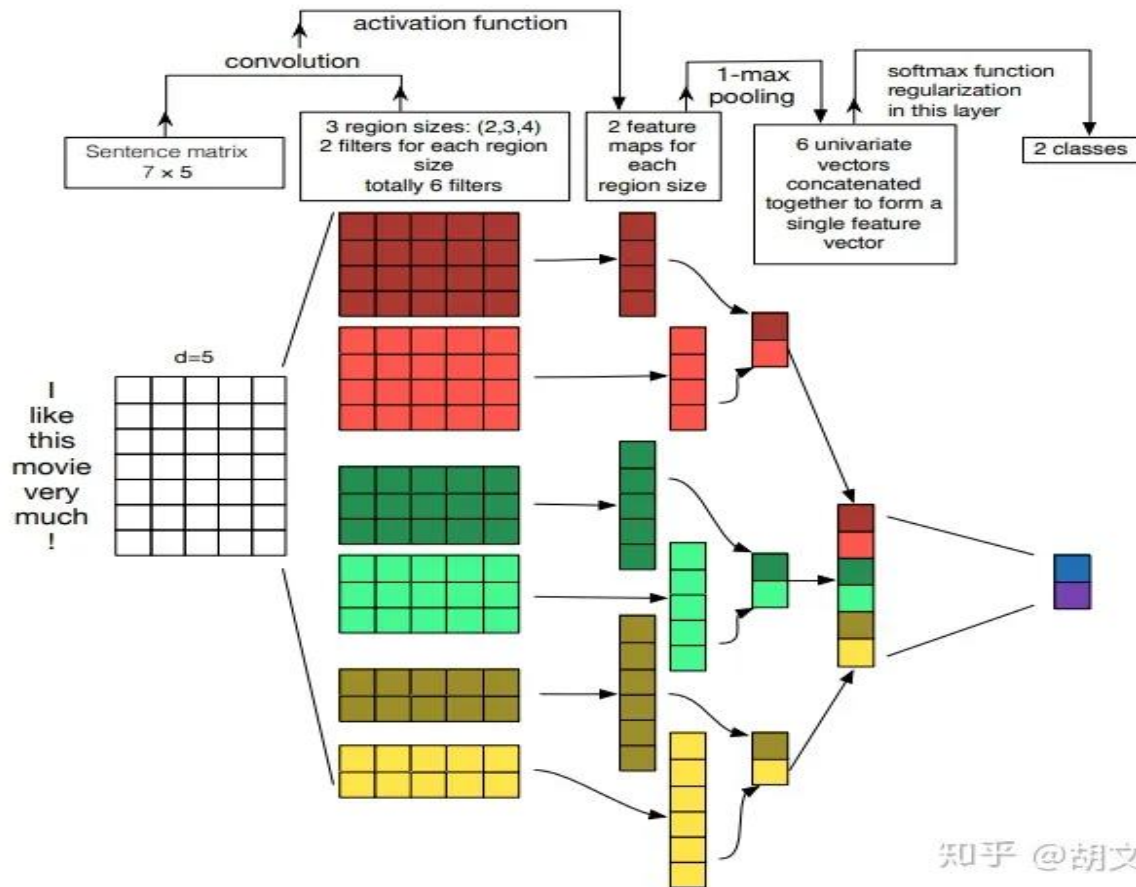 activation function
convolution
1-max
pooling
softmax function
regularization
in this layer
Sentence matrix
7 × 5
3 region sizes: (2,3,4)
2 filters for each region
size
totally 6 filters
2 feature
maps for
each
region size
6 univariate
vectors
concatenated
together to form a
single feature
vector
2 classes
d=5
I
like
this
movie
very
much
!
知乎 @胡文